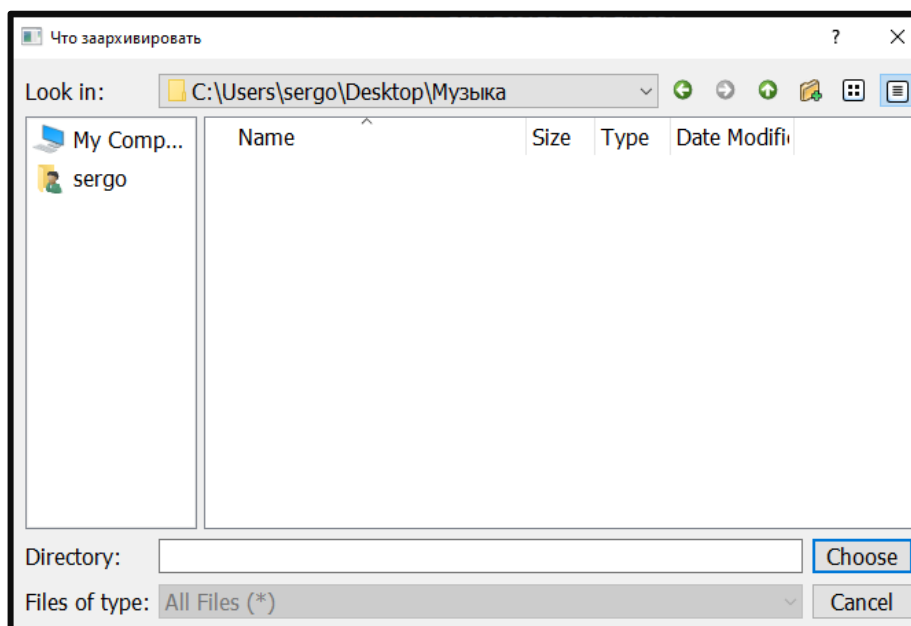 Что заархивировать
Look in: C:\Users\sergo\Desktop\Музыка
My Comp... Name Size Type Date Modifi
sergo
Directory: Choose
Files of type: All Files (*) Cancel